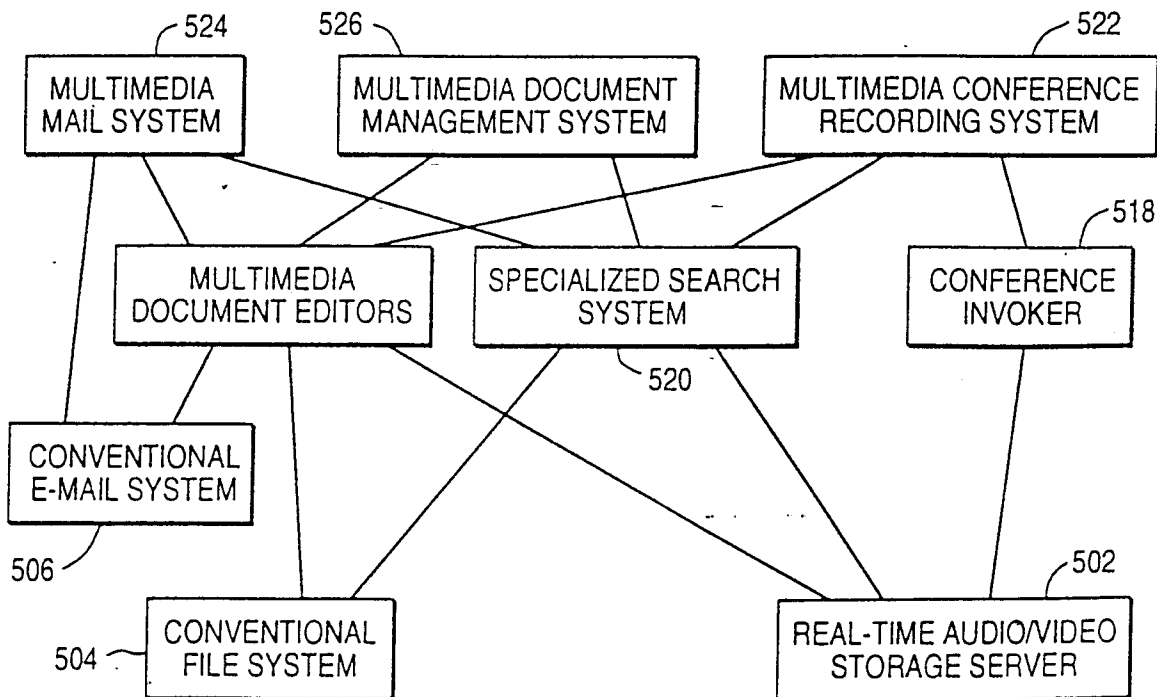 524
526
522
MULTIMEDIA
MAIL SYSTEM
MULTIMEDIA DOCUMENT
MANAGEMENT SYSTEM
MULTIMEDIA CONFERENCE
RECORDING SYSTEM
518
MULTIMEDIA
DOCUMENT EDITORS
SPECIALIZED SEARCH
SYSTEM
CONFERENCE
INVOKER
520
CONVENTIONAL
E-MAIL SYSTEM
506
502
504
CONVENTIONAL
FILE SYSTEM
REAL-TIME AUDIO/VIDEO
STORAGE SERVER